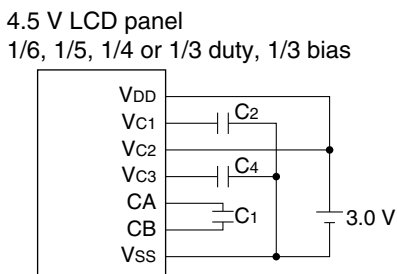 4.5 V LCD panel
1/6, 1/5, 1/4 or 1/3 duty, 1/3 bias
VDD
VC1
C2
VC2
VC3
C4
CA
C1
3.0 V
CB
VSS